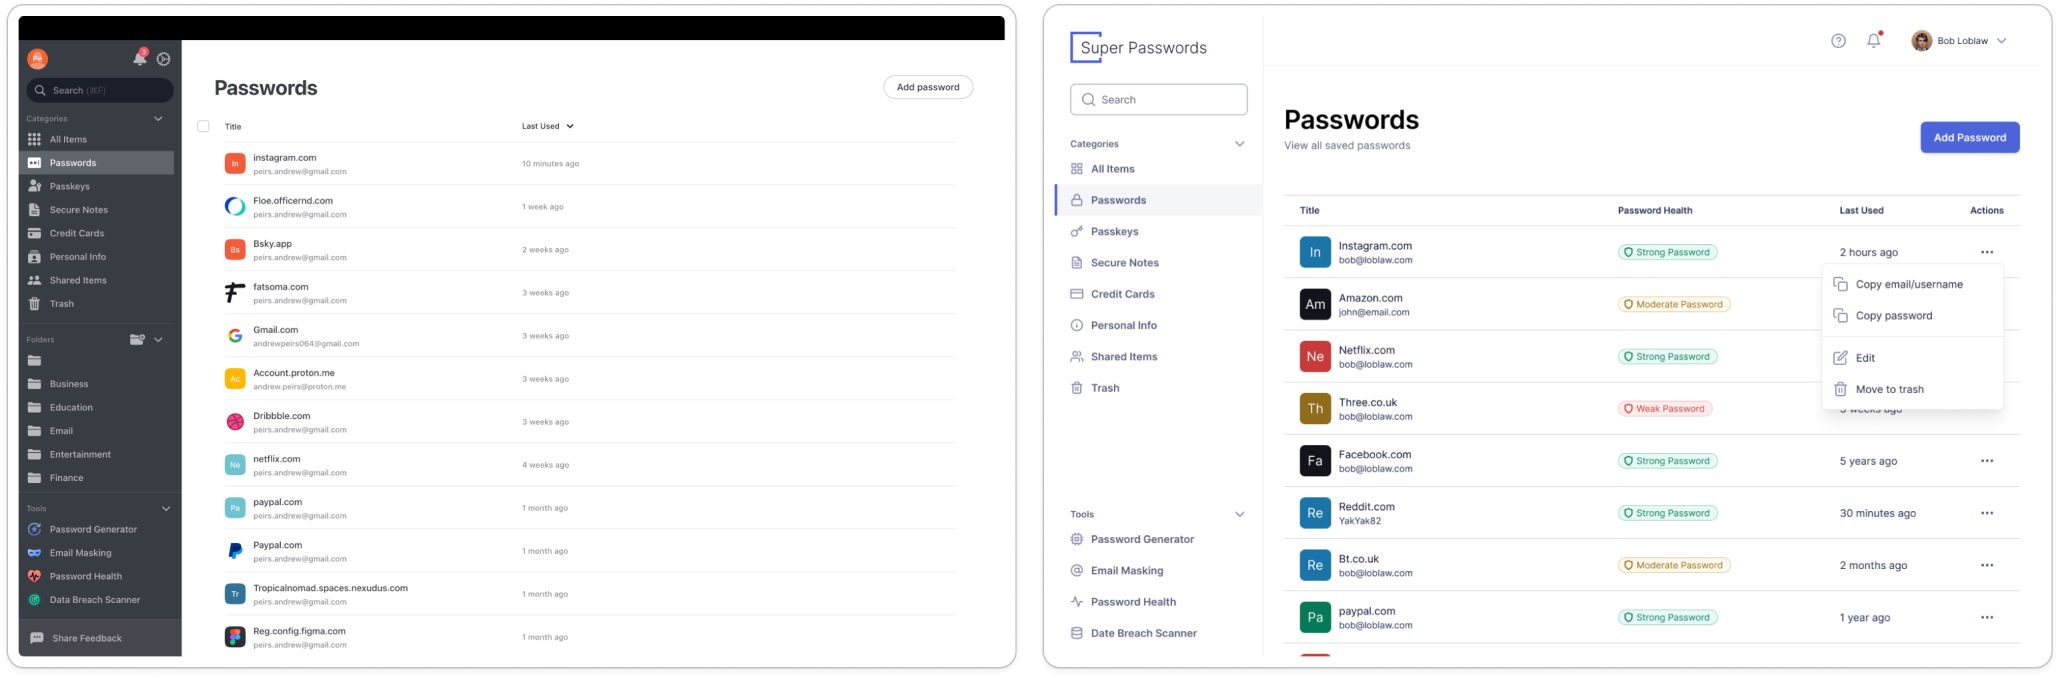 3
Search (⌘F)
Categories
All Items
Passwords
Passkeys
Secure Notes
Credit Cards
Personal Info
Shared Items
Trash
Folders
Business
Education
Email
Entertainment
Finance
Tools
Password Generator
Email Masking
Password Health
Data Breach Scanner
Share Feedback
Passwords
Add password
Title Last Used
In instagram.com 10 minutes ago
peirs.andrew@gmail.com
Floe.officernd.com 1 week ago
peirs.andrew@gmail.com
Bs Bsky.app 2 weeks ago
peirs.andrew@gmail.com
fatsoma.com 3 weeks ago
peirs.andrew@gmail.com
Gmail.com 3 weeks ago
andrewpeirs064@gmail.com
Ac Account.proton.me 3 weeks ago
andrew.peirs@proton.me
Dribbble.com 3 weeks ago
peirs.andrew@gmail.com
Ne netflix.com 4 weeks ago
peirs.andrew@gmail.com
Pa paypal.com 1 month ago
peirs.andrew@gmail.com
Paypal.com 1 month ago
peirs.andrew@gmail.com
Tr Tropicalnomad.spaces.nexudus.com 1 month ago
peirs.andrew@gmail.com
Reg.config.figma.com 1 month ago
peirs.andrew@gmail.com
Super Passwords
Search
Categories
All Items
Passwords
Passkeys
Secure Notes
Credit Cards
Personal Info
Shared Items
Trash
Tools
Password Generator
Email Masking
Password Health
Date Breach Scanner
Bob Loblaw
Passwords
View all saved passwords
Add Password
Title Password Health Last Used Actions
In Instagram.com Strong Password 2 hours ago
bob@loblaw.com
Am Amazon.com Moderate Password
john@email.com
Ne Netflix.com Strong Password
bob@loblaw.com
Th Three.co.uk Weak Password weeks ago
bob@loblaw.com
Fa Facebook.com Strong Password 5 years ago
bob@loblaw.com
Re Reddit.com Strong Password 30 minutes ago
YakYak82
Re Bt.co.uk Moderate Password 2 months ago
bob@loblaw.com
Pa paypal.com Strong Password 1 year ago
bob@loblaw.com
Copy email/username
Copy password
Edit
Move to trash